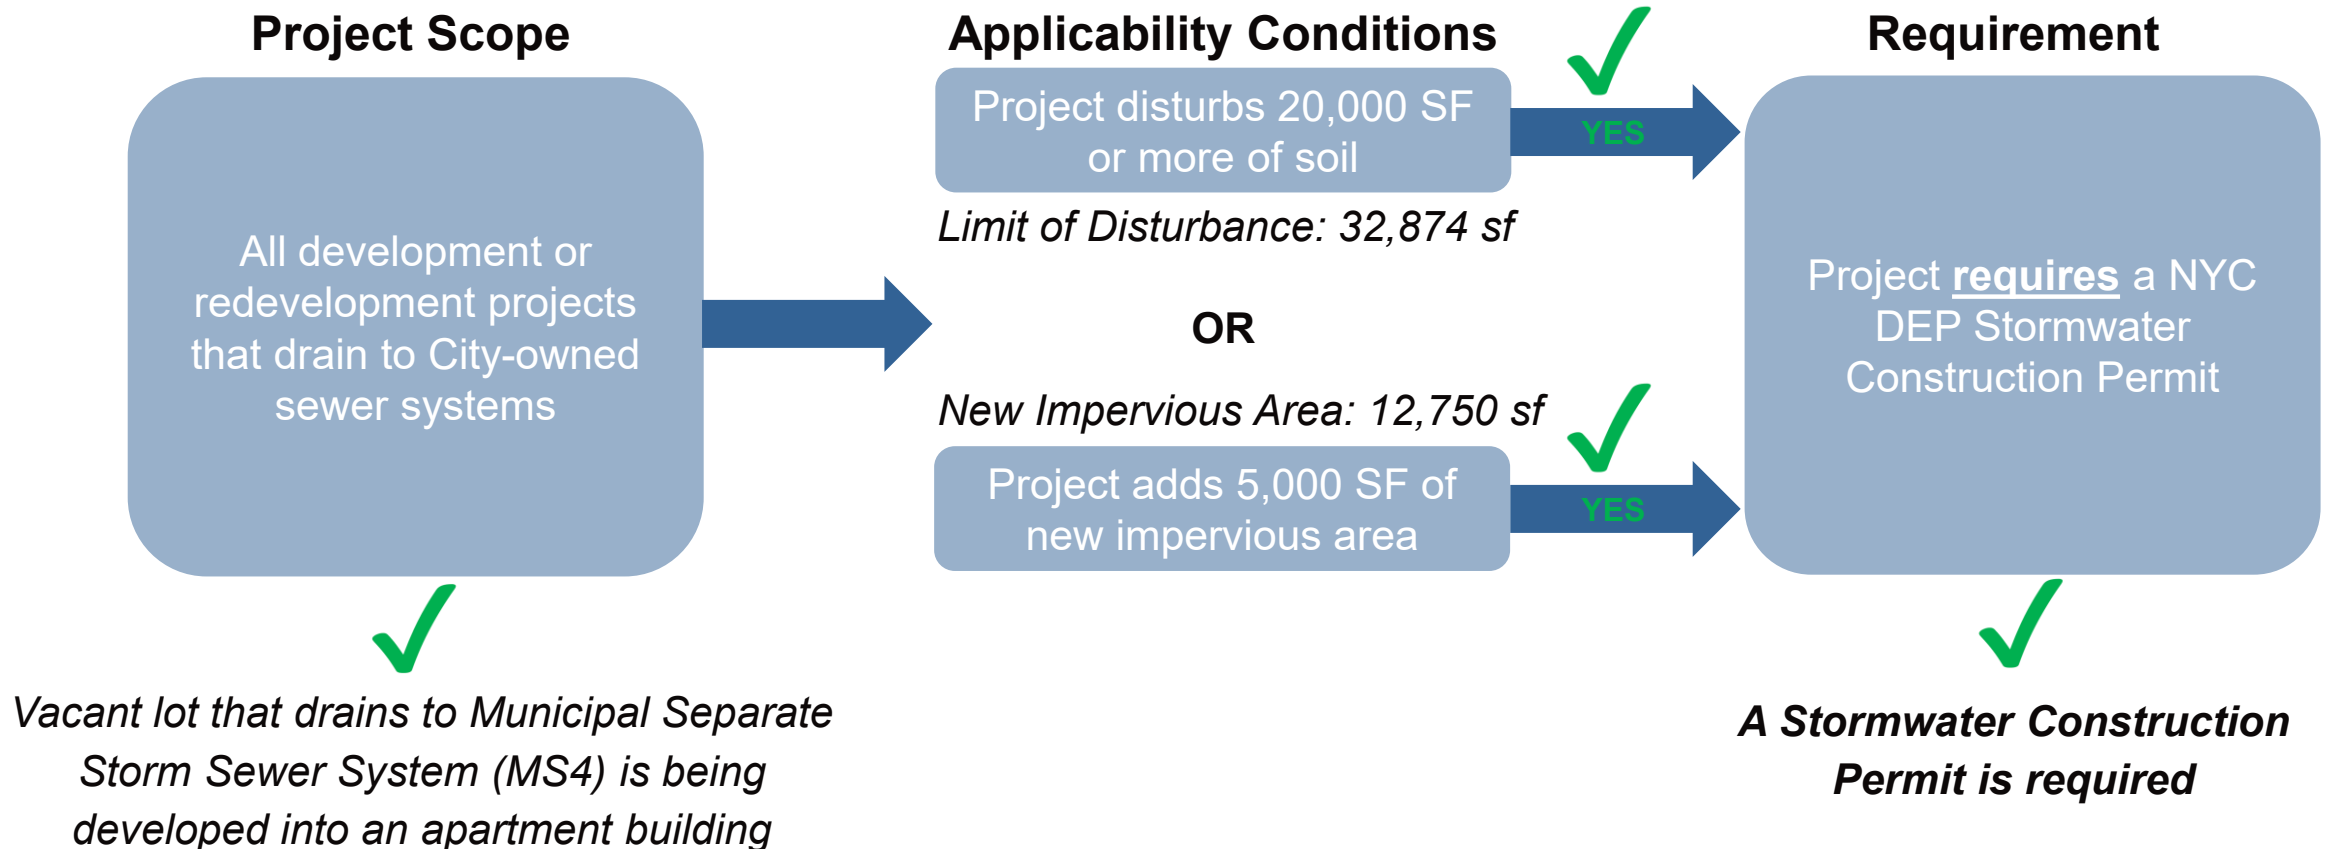 Project Scope
All development or
redevelopment projects
that drain to City-owned
sewer systems
Vacant lot that drains to Municipal Separate
Storm Sewer System (MS4) is being
developed into an apartment building
Applicability Conditions
Project disturbs 20,000 SF
or more of soil
YES
Limit of Disturbance: 32,874 sf
OR
New Impervious Area: 12,750 sf
Project adds 5,000 SF of
new impervious area
YES
Requirement
Project requires a NYC
DEP Stormwater
Construction Permit
A Stormwater Construction
Permit is required